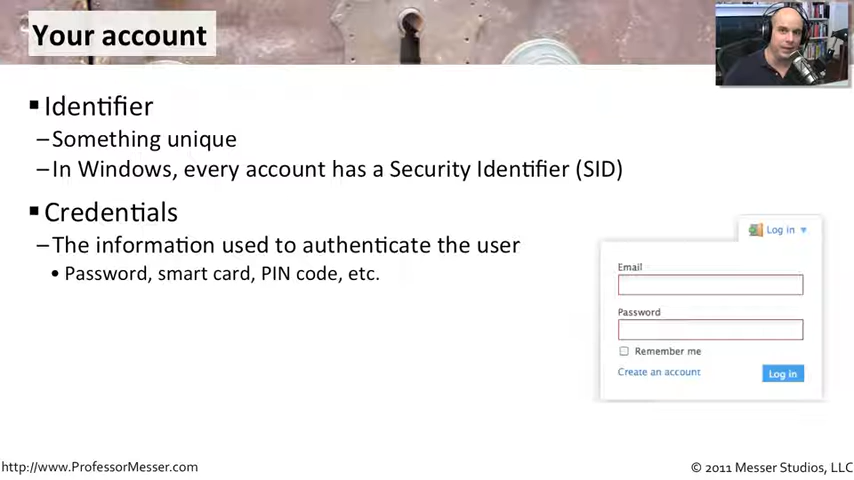 Your account
▪ Identifier
–Something unique
–In Windows, every account has a Security Identifier (SID)
▪ Credentials
–The information used to authenticate the user
• Password, smart card, PIN code, etc.
Log in ▼
Email
Password
Remember me
Create an account Log in
http://www.ProfessorMesser.com © 2011 Messer Studios, LLC